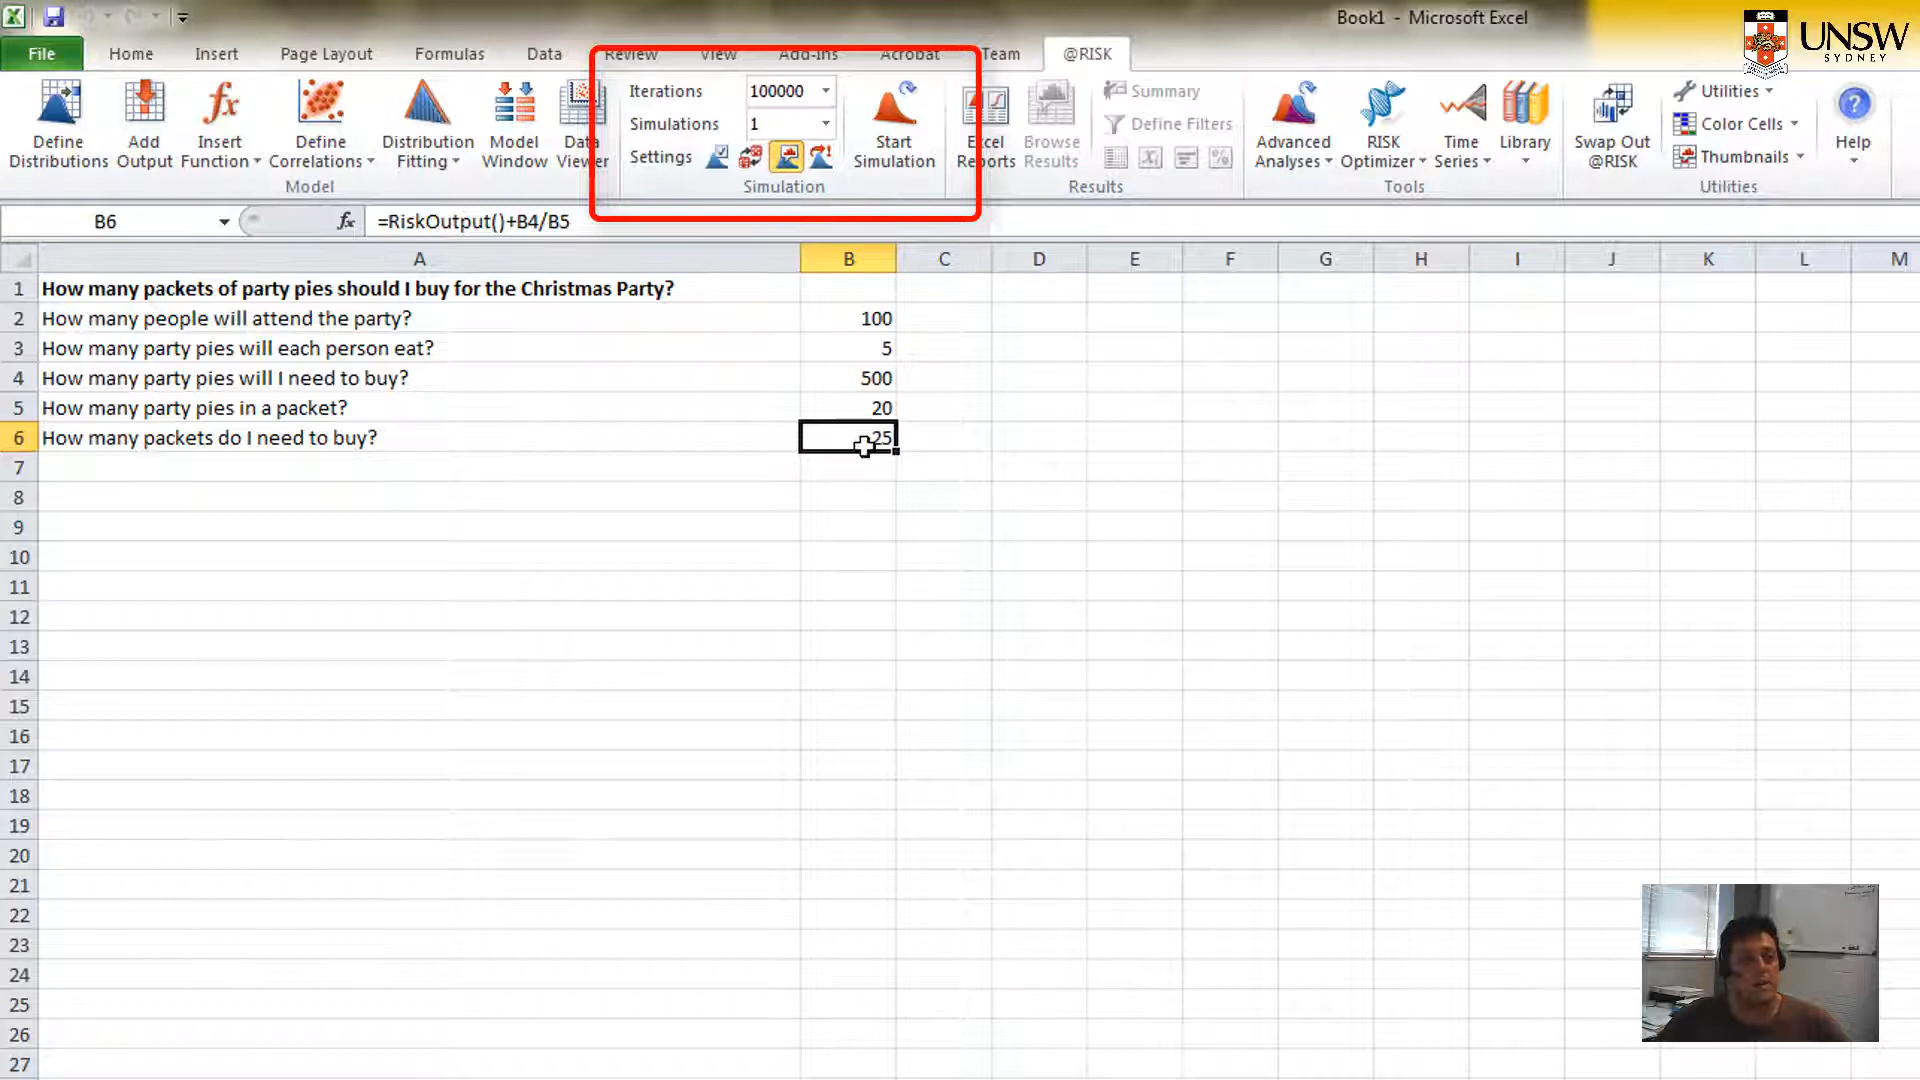 Book1 - Microsoft Excel
UNSW
SYDNEY
File Home Insert Page Layout Formulas Data Review View Add-Ins Acrobat Team @RISK
Define Distributions
Add Output
Insert Function
Define Correlations
Distribution Fitting
Model Window
Data Viewer
Model
Iterations 100000
Simulations 1
Settings
Start Simulation
Simulation
Excel Reports
Browse Results
Summary
Define Filters
Results
Advanced Analyses
RISK Optimizer
Time Series
Library
Tools
Swap Out @RISK
Utilities
Color Cells
Thumbnails
Utilities
Help
B6 fx =RiskOutput()+B4/B5
A B C D E F G H I J K L M
1 How many packets of party pies should I buy for the Christmas Party?
2 How many people will attend the party? 100
3 How many party pies will each person eat? 5
4 How many party pies will I need to buy? 500
5 How many party pies in a packet? 20
6 How many packets do I need to buy? 25
7
8
9
10
11
12
13
14
15
16
17
18
19
20
21
22
23
24
25
26
27